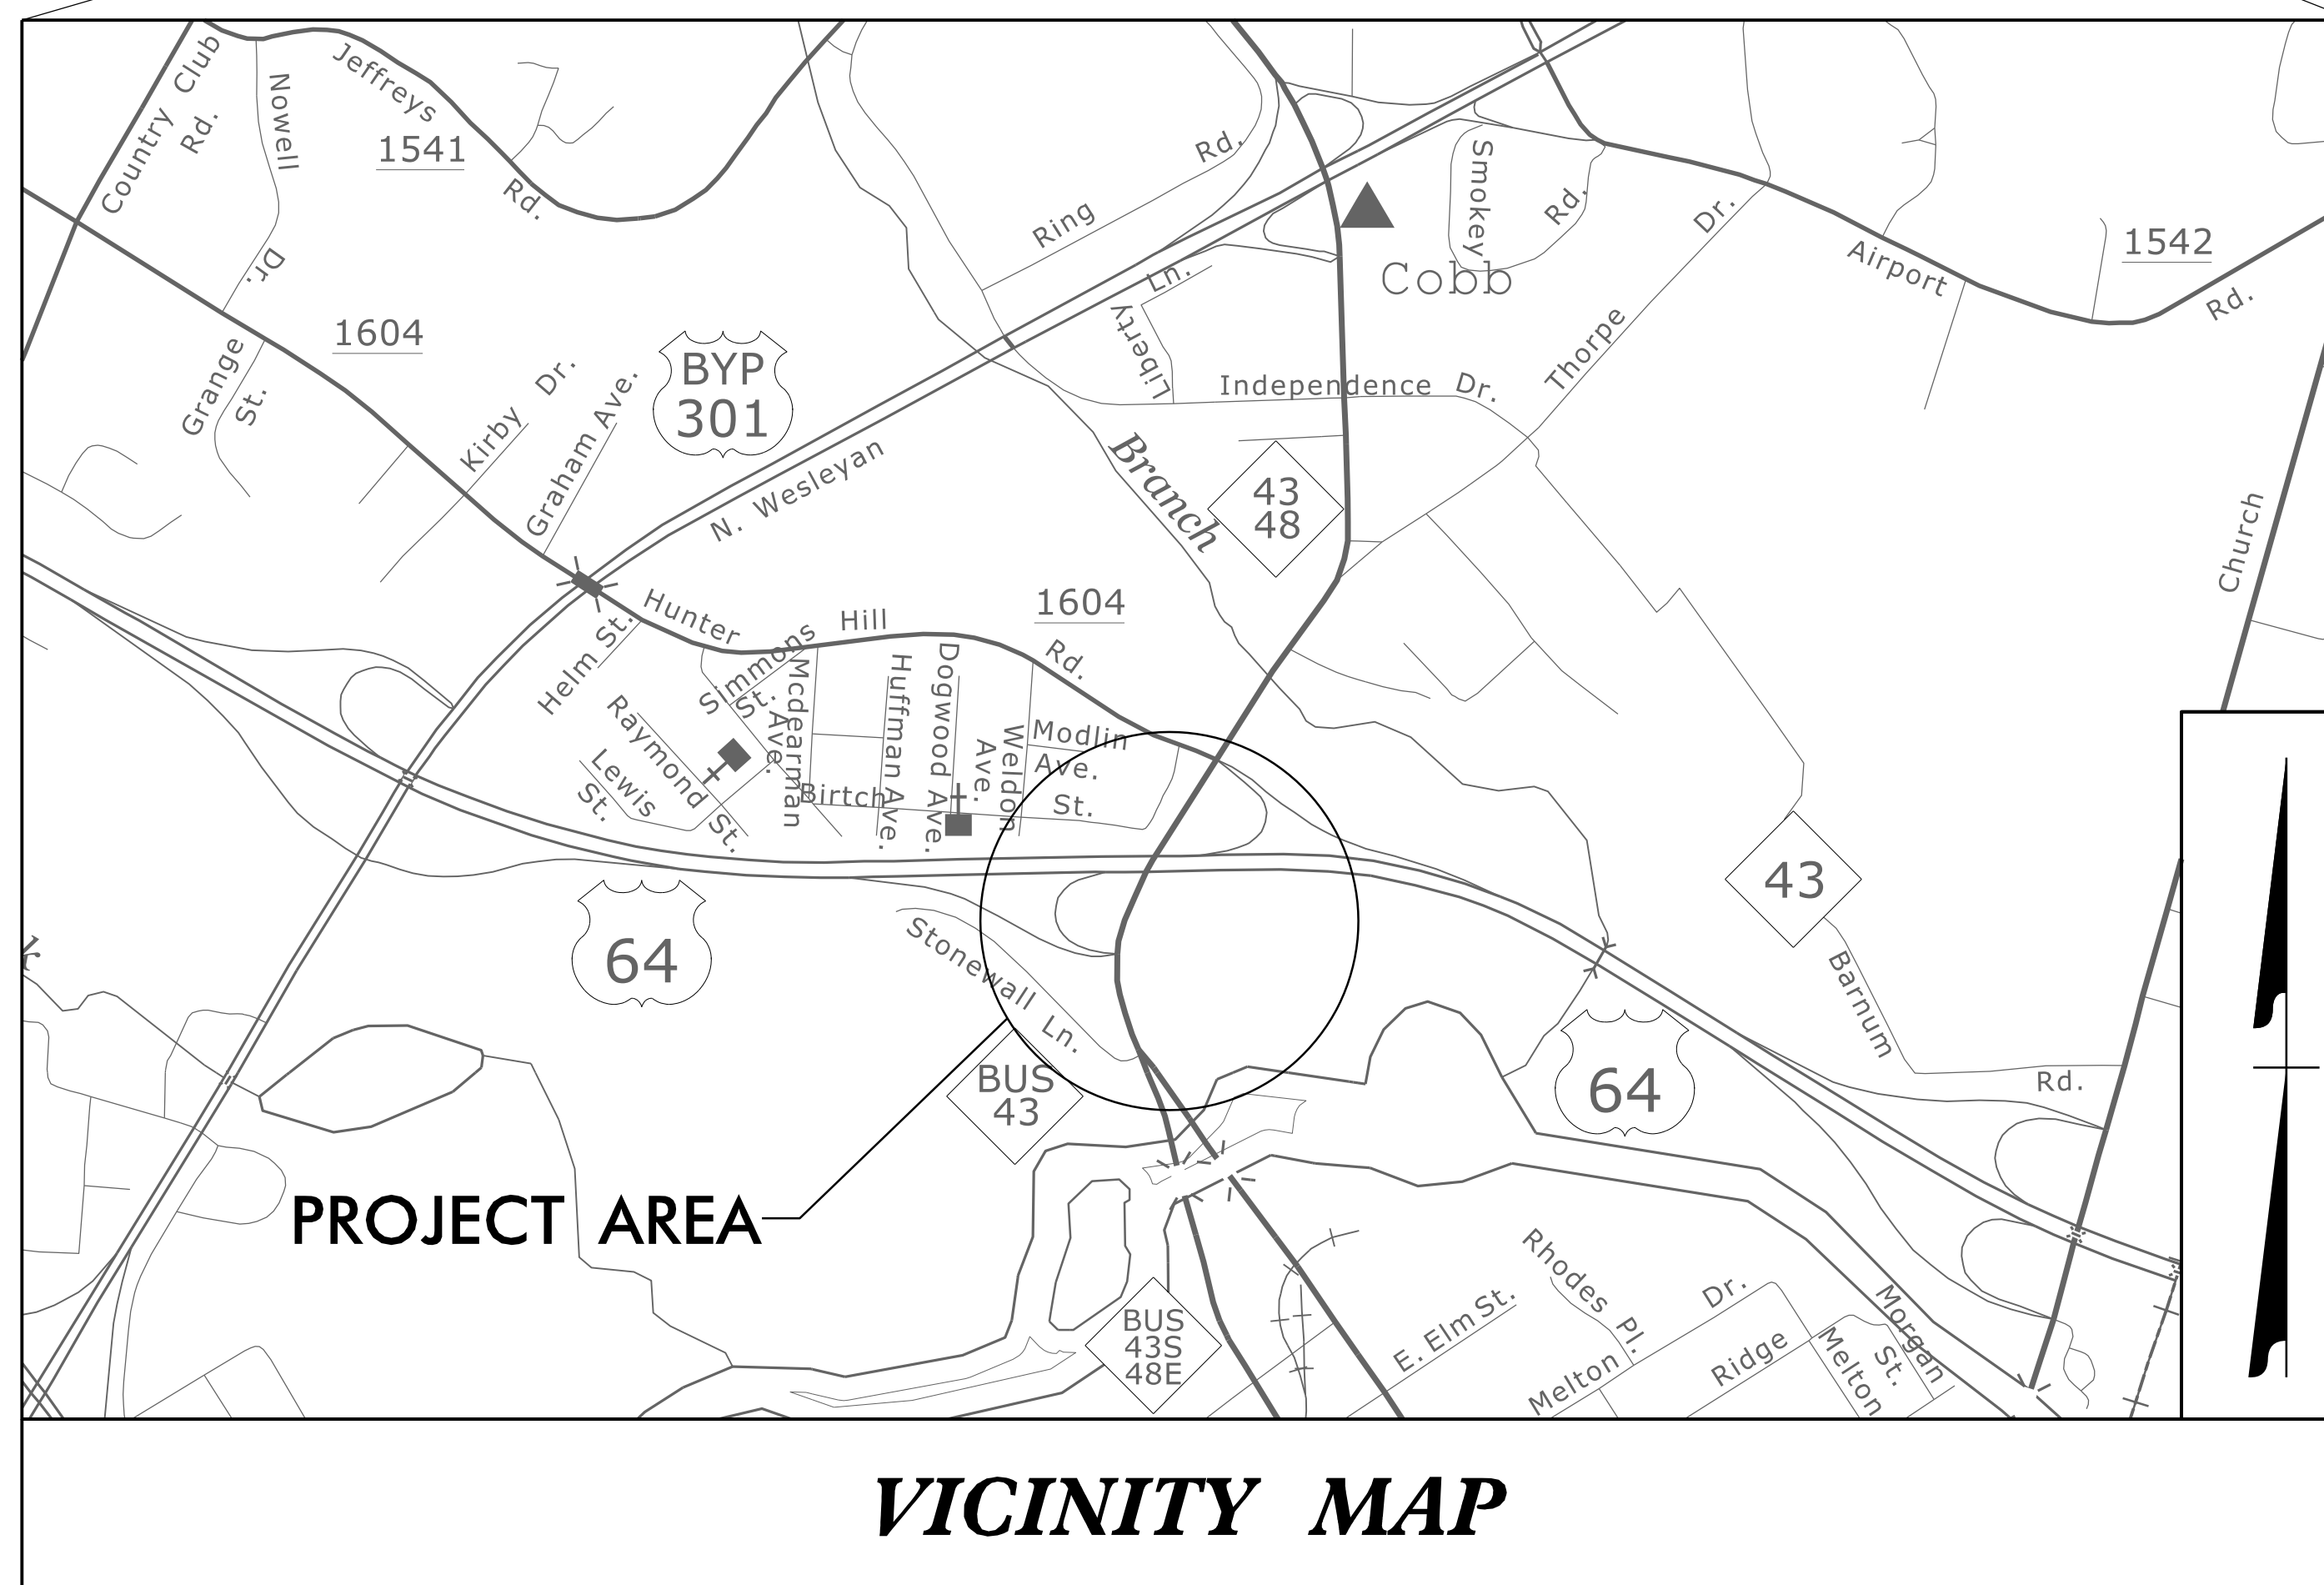 Country Club
Rd.
Nowell
Dr.
Jeffreys
1541
Rd.
Ring
Rd.
Smokey
Rd.
Thorpe
Dr.
Airport
1542
Rd.
Cobb
Liberty
Ln.
Independence Dr.
1604
Grange
St.
Kirby Dr.
Graham Ave.
BYP
301
N. Wesleyan
Branch
43
48
Church
Hunter
Hill
1604
Rd.
Helm St.
Simmons
St.
Raymond
St.
Lewis
St.
Mcdearman
Ave.
Huffman Ave.
Dogwood Ave.
Weldon
Ave.
Modlin
Ave.
Birtch
St.
64
43
Stonewall Ln.
Barnum
Rd.
BUS
43
64
PROJECT AREA
BUS
43S
48E
E. Elm St.
Rhodes Pl.
Melton
Dr.
Ridge
Melton
St.
Morgan
VICINITY MAP